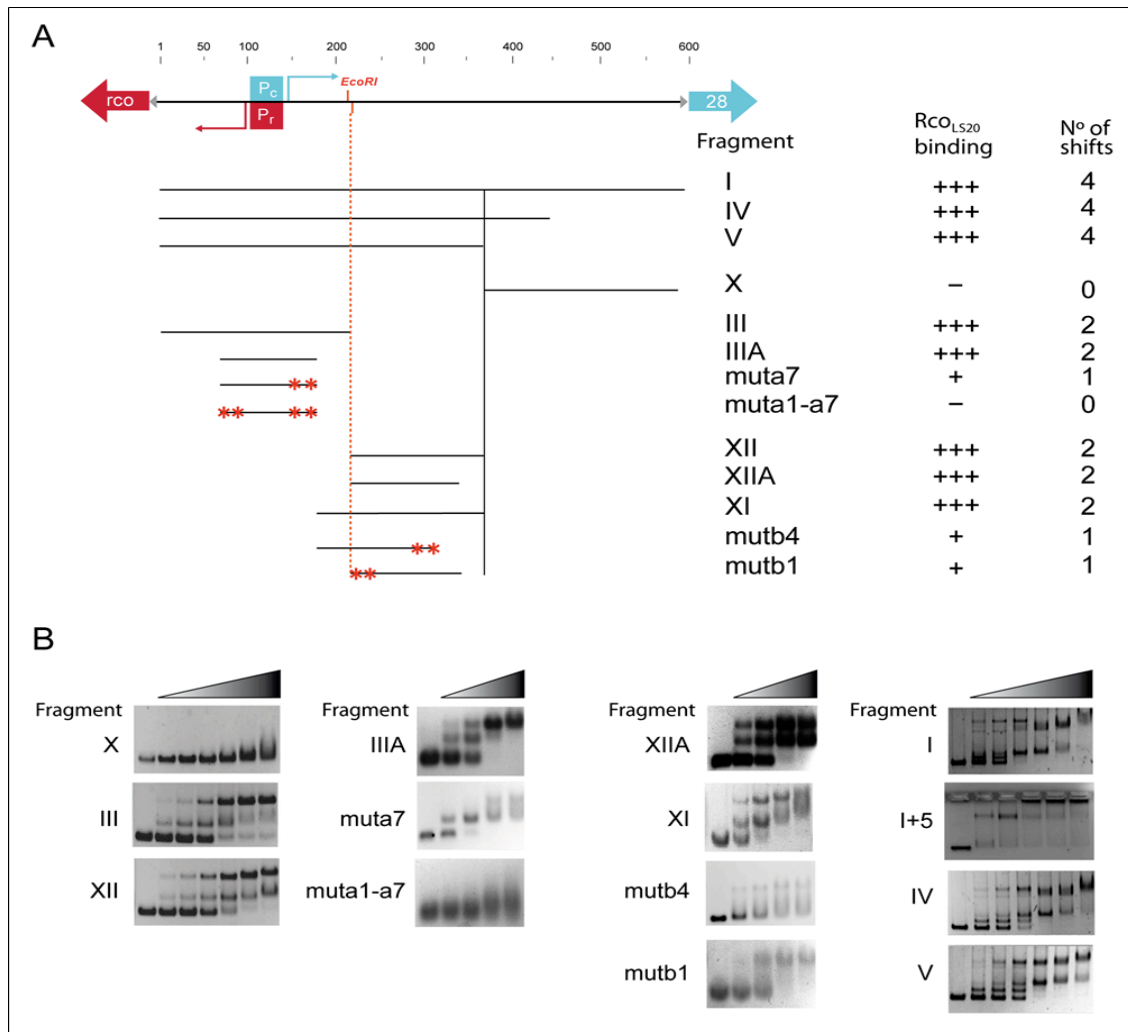 A
1 50 100 200 300 400 500 600
EcoRI
rco
Pc
Pr
28
Fragment
RcoLS20
binding
Nº of
shifts
I +++ 4
IV +++ 4
V +++ 4
X – 0
III +++ 2
IIIA +++ 2
muta7 + 1
muta1-a7 – 0
XII +++ 2
XIIA +++ 2
XI +++ 2
mutb4 + 1
mutb1 + 1
B
Fragment
X
III
XII
Fragment
IIIA
muta7
muta1-a7
Fragment
XIIA
XI
mutb4
mutb1
Fragment
I
I+5
IV
V